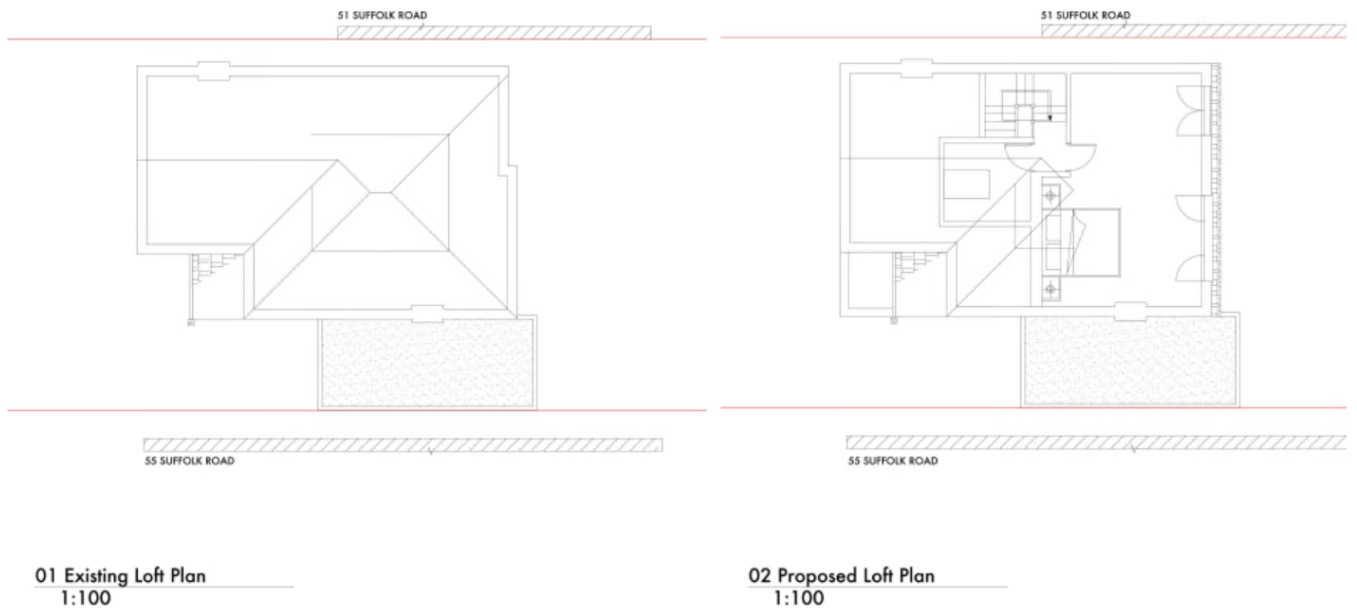 51 SUFFOLK ROAD
51 SUFFOLK ROAD
55 SUFFOLK ROAD
55 SUFFOLK ROAD
01 Existing Loft Plan
1:100
02 Proposed Loft Plan
1:100